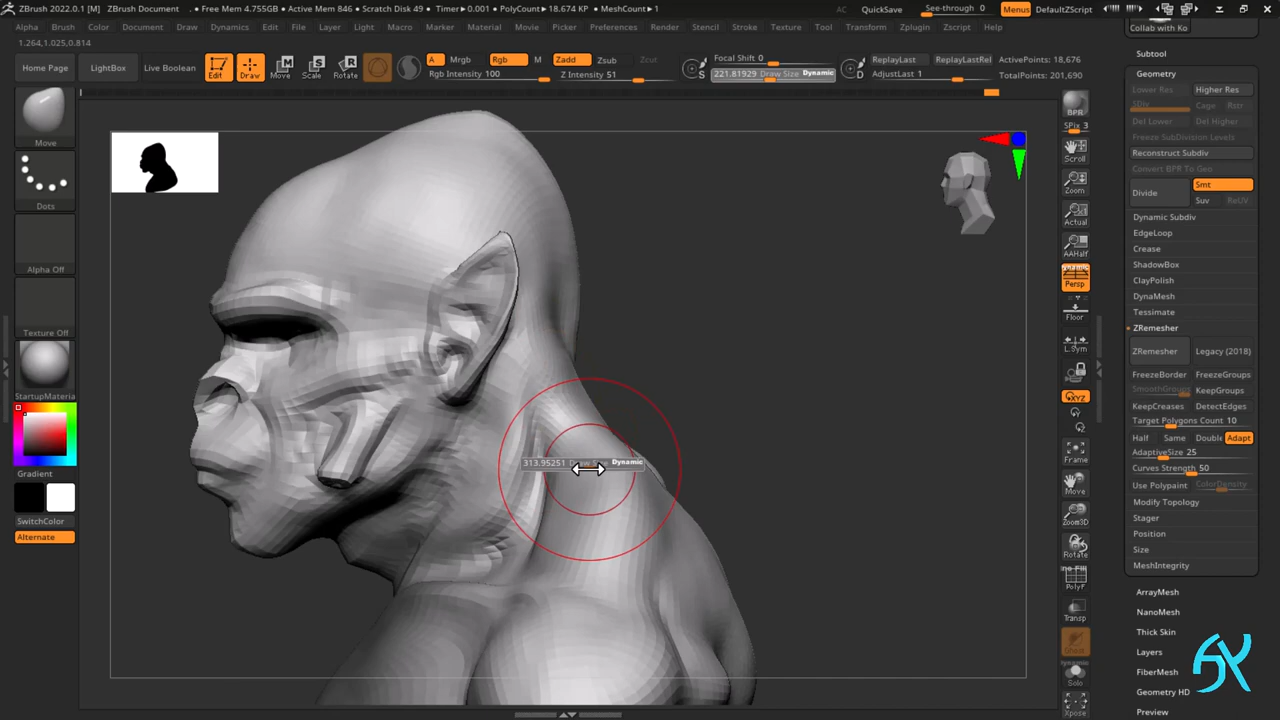 ZBrush 2022.0.1 [M] ZBrush Document . • Free Mem 4.755GB • Active Mem 846 • Scratch Disk 49 • Timer▸0.001 • PolyCount▸18.674 KP • MeshCount▸1
AC QuickSave See-through 0 Menus DefaultZScript
Alpha Brush Color Document Draw Dynamics Edit File Layer Light Macro Marker Material Movie Picker Preferences Render Stencil Stroke Texture Tool Transform Zplugin Zscript Help
1.264,1.025,0.814
Home Page LightBox Live Boolean Edit Draw Move Scale Rotate
A Mrgb Rgb M Zadd Zsub
Rgb Intensity 100 Z Intensity 51
S Focal Shift 0
221.81929 Draw Size Dynamic
D ReplayLast ReplayLastRel ActivePoints: 18,676
AdjustLast 1 TotalPoints: 201,690
Move
Dots
Alpha Off
Texture Off
StartupMateria
Gradient
SwitchColor
Alternate
313.95251 Draw Size Dynamic
BPR
SPix 3
Scroll
Zoom
Actual
AAHalf
Dynamic
Persp
Floor
L.Sym
XYZ
Y
Z
Frame
Move
Zoom3D
Rotate
Line Fill
PolyF
Transp
Ghost
Dynamic
Solo
Xpose
Collab with Ko
Subtool
Geometry
Lower Res Higher Res
SDiv Cage Rstr
Del Lower Del Higher
Freeze SubDivision Levels
Reconstruct Subdiv
Convert BPR To Geo
Divide Smt
Suv ReUV
Dynamic Subdiv
EdgeLoop
Crease
ShadowBox
ClayPolish
DynaMesh
Tessimate
ZRemesher
ZRemesher Legacy (2018)
FreezeBorder FreezeGroups
SmoothGroups KeepGroups
KeepCreases DetectEdges
Target Polygons Count 10
Half Same Double Adapt
AdaptiveSize 25
Curves Strength 50
Use Polypaint ColorDensity
Modify Topology
Stager
Position
Size
MeshIntegrity
ArrayMesh
NanoMesh
Thick Skin
Layers
FiberMesh
Geometry HD
Preview